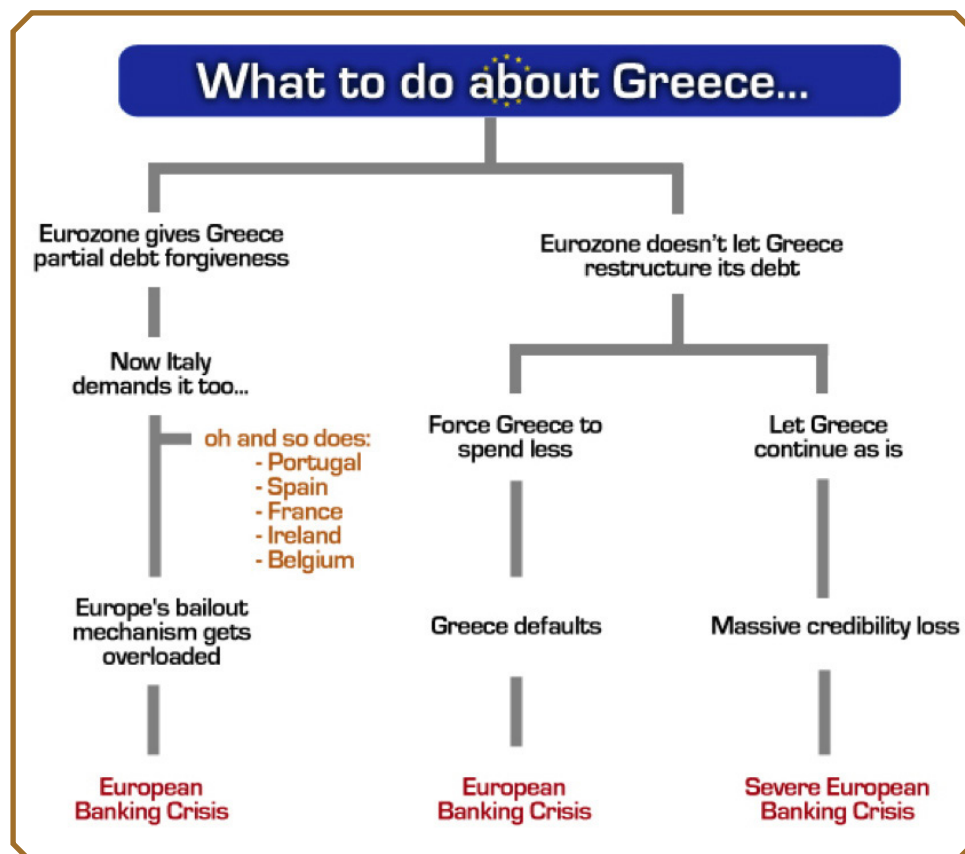 What to do about Greece...
Eurozone gives Greece
partial debt forgiveness
Now Italy
demands it too...
oh and so does:
- Portugal
- Spain
- France
- Ireland
- Belgium
Europe's bailout
mechanism gets
overloaded
European
Banking Crisis
Eurozone doesn't let Greece
restructure its debt
Force Greece to
spend less
Greece defaults
European
Banking Crisis
Let Greece
continue as is
Massive credibility loss
Severe European
Banking Crisis